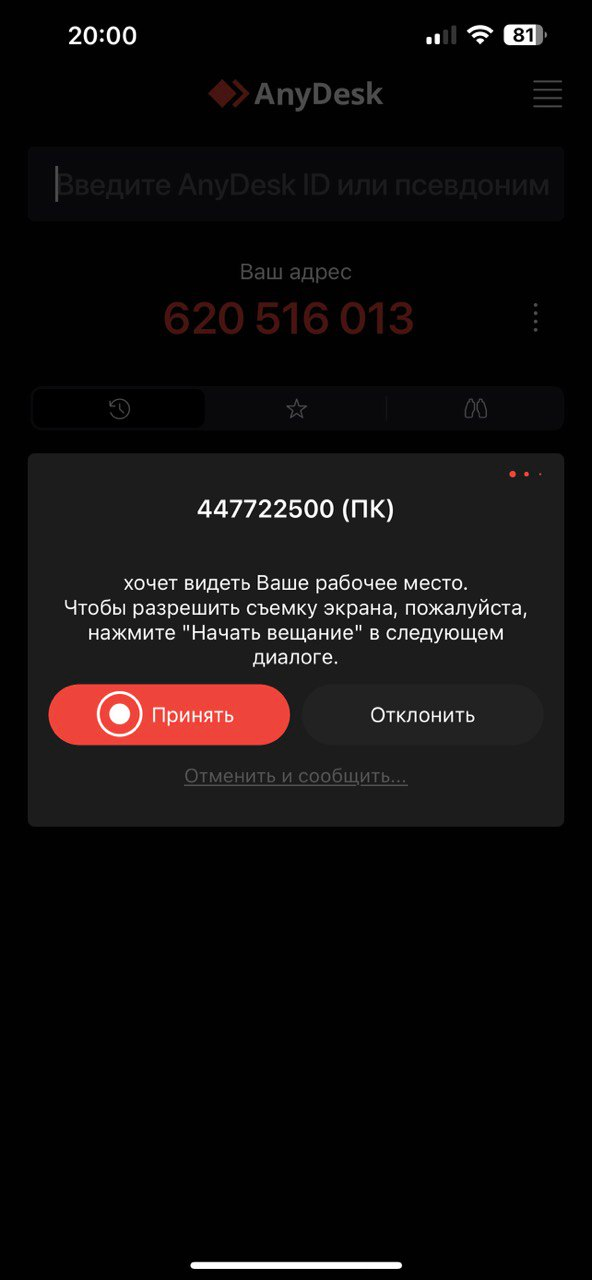 20:00
81
AnyDesk
Введите AnyDesk ID или псевдоним
Ваш адрес
620 516 013
447722500 (ПК)
хочет видеть Ваше рабочее место.
Чтобы разрешить съемку экрана, пожалуйста,
нажмите "Начать вещание" в следующем
диалоге.
Принять
Отклонить
Отменить и сообщить...